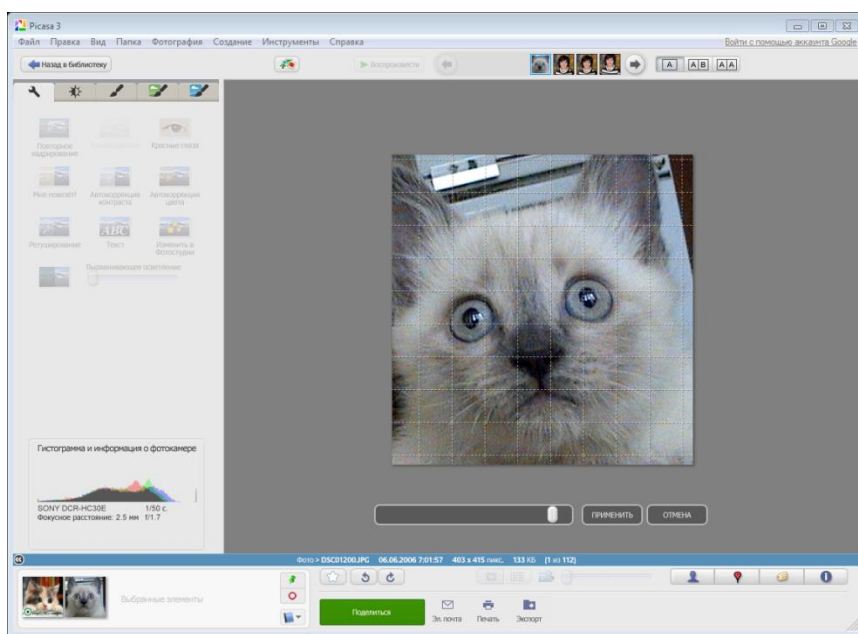 Picasa 3
Файл Правка Вид Папка Фотография Создание Инструменты Справка
Войти с помощью аккаунта Google
Назад в библиотеку
Воспроизвести
A
A B
A A
Повторное кадрирование
Красные глаза
Мне повезёт!
Автокоррекция контраста
Автокоррекция цвета
Ретуширование
ABC
Текст
Изменить в Фотостудии
Выравнивающее осветление
Гистограмма и информация о фотокамере
SONY DCR-HC30E 1/50 с.
Фокусное расстояние: 2.5 мм f/1.7
ПРИМЕНИТЬ
ОТМЕНА
Фото > DSC01200.JPG 06.06.2006 7:01:57 403 x 415 пикс. 133 КБ (1 из 112)
Выбранные элементы
Поделиться
Эл. почта
Печать
Экспорт